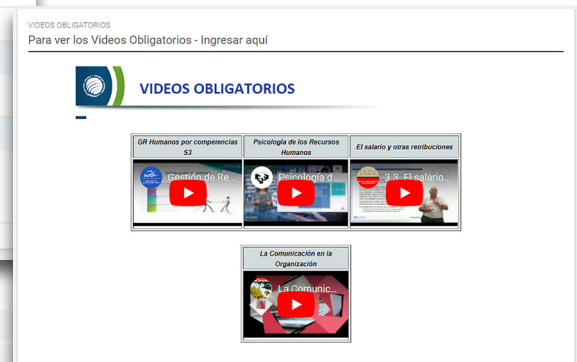 VIDEOS OBLIGATORIOS
Para ver los Videos Obligatorios - Ingresar aquí
VIDEOS OBLIGATORIOS
GR Humanos por competencias
S3
Psicología de los Recursos
Humanos
El salario y otras retribuciones
Gestión de Re...
Psicología d...
3.3. El salario...
La Comunicación en la
Organización
La Comunic...